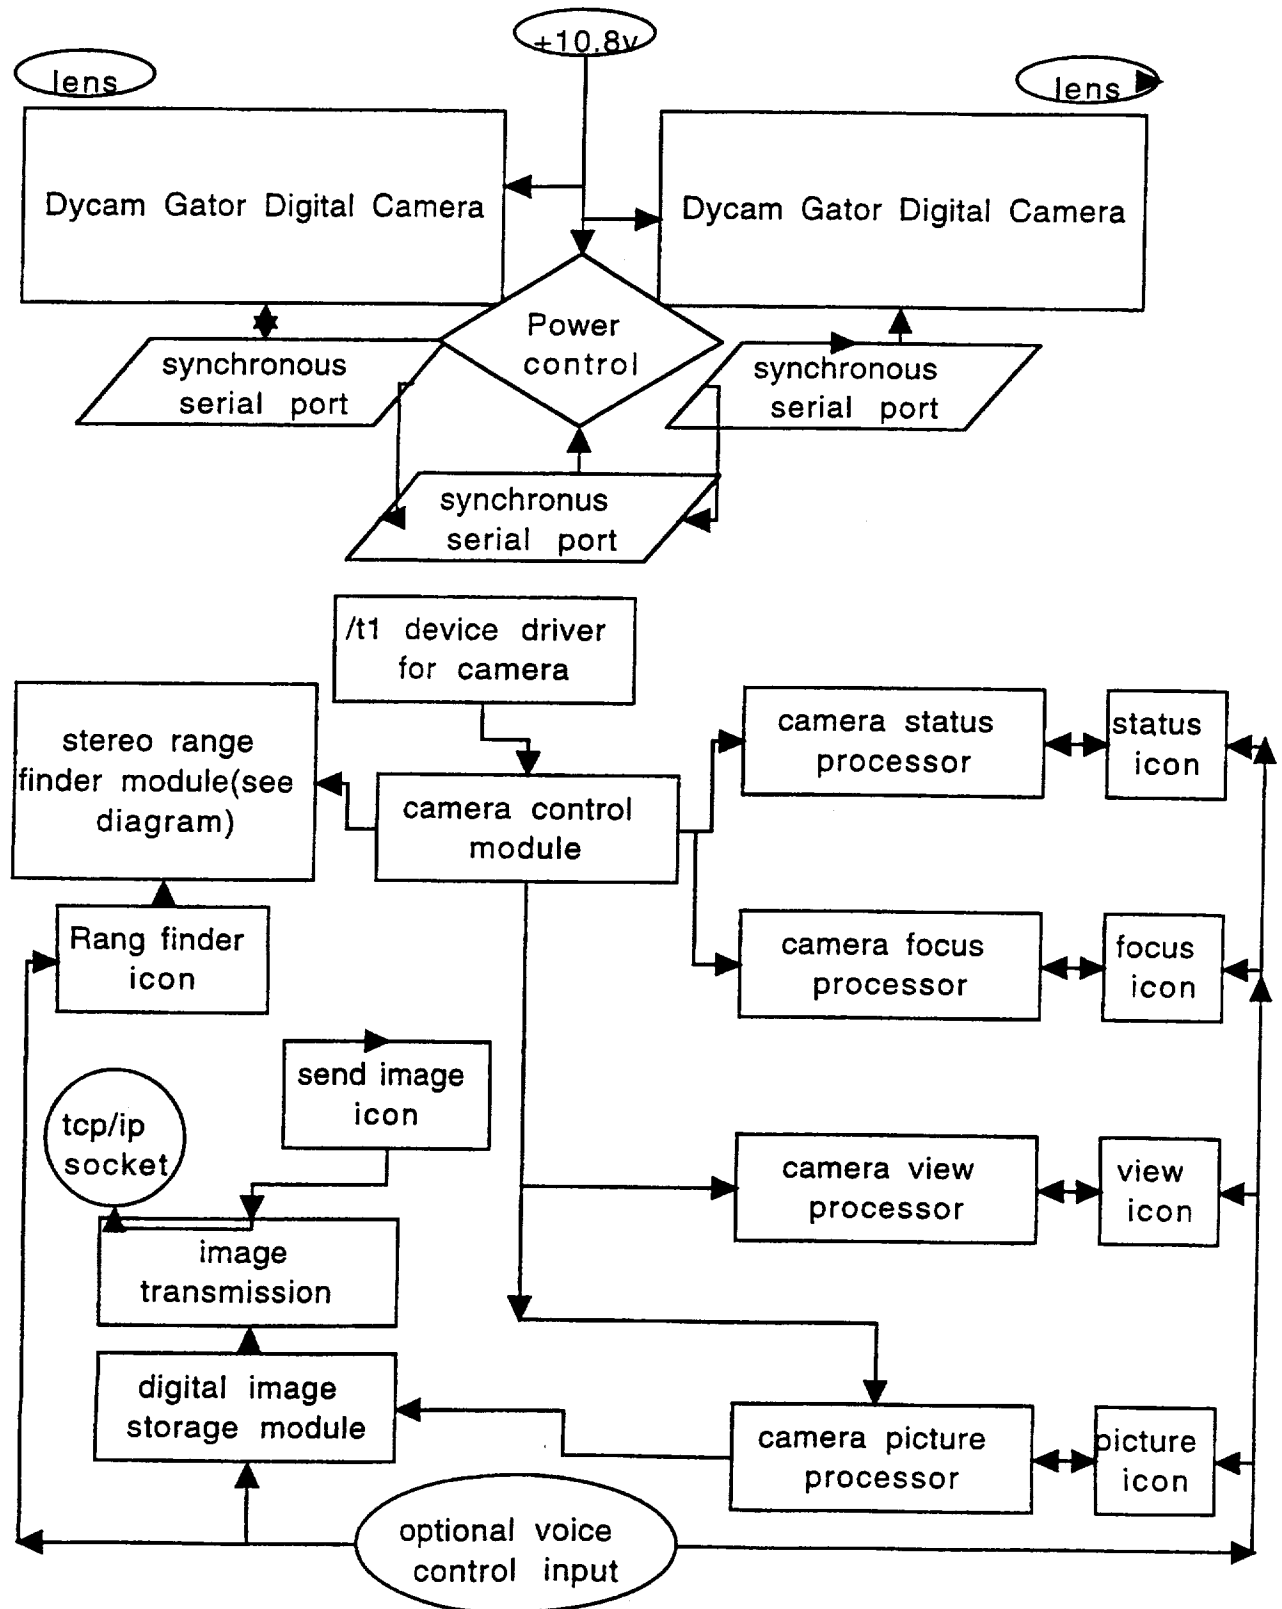 +10.8v
lens
lens
Dycam Gator Digital Camera
Dycam Gator Digital Camera
Power
control
synchronous
serial port
synchronous
serial port
synchronus
serial port
/t1 device driver
for camera
stereo range
finder module(see
diagram)
camera control
module
camera status
processor
status
icon
Rang finder
icon
camera focus
processor
focus
icon
send image
icon
tcp/ip
socket
camera view
processor
view
icon
image
transmission
digital image
storage module
camera picture
processor
picture
icon
optional voice
control input